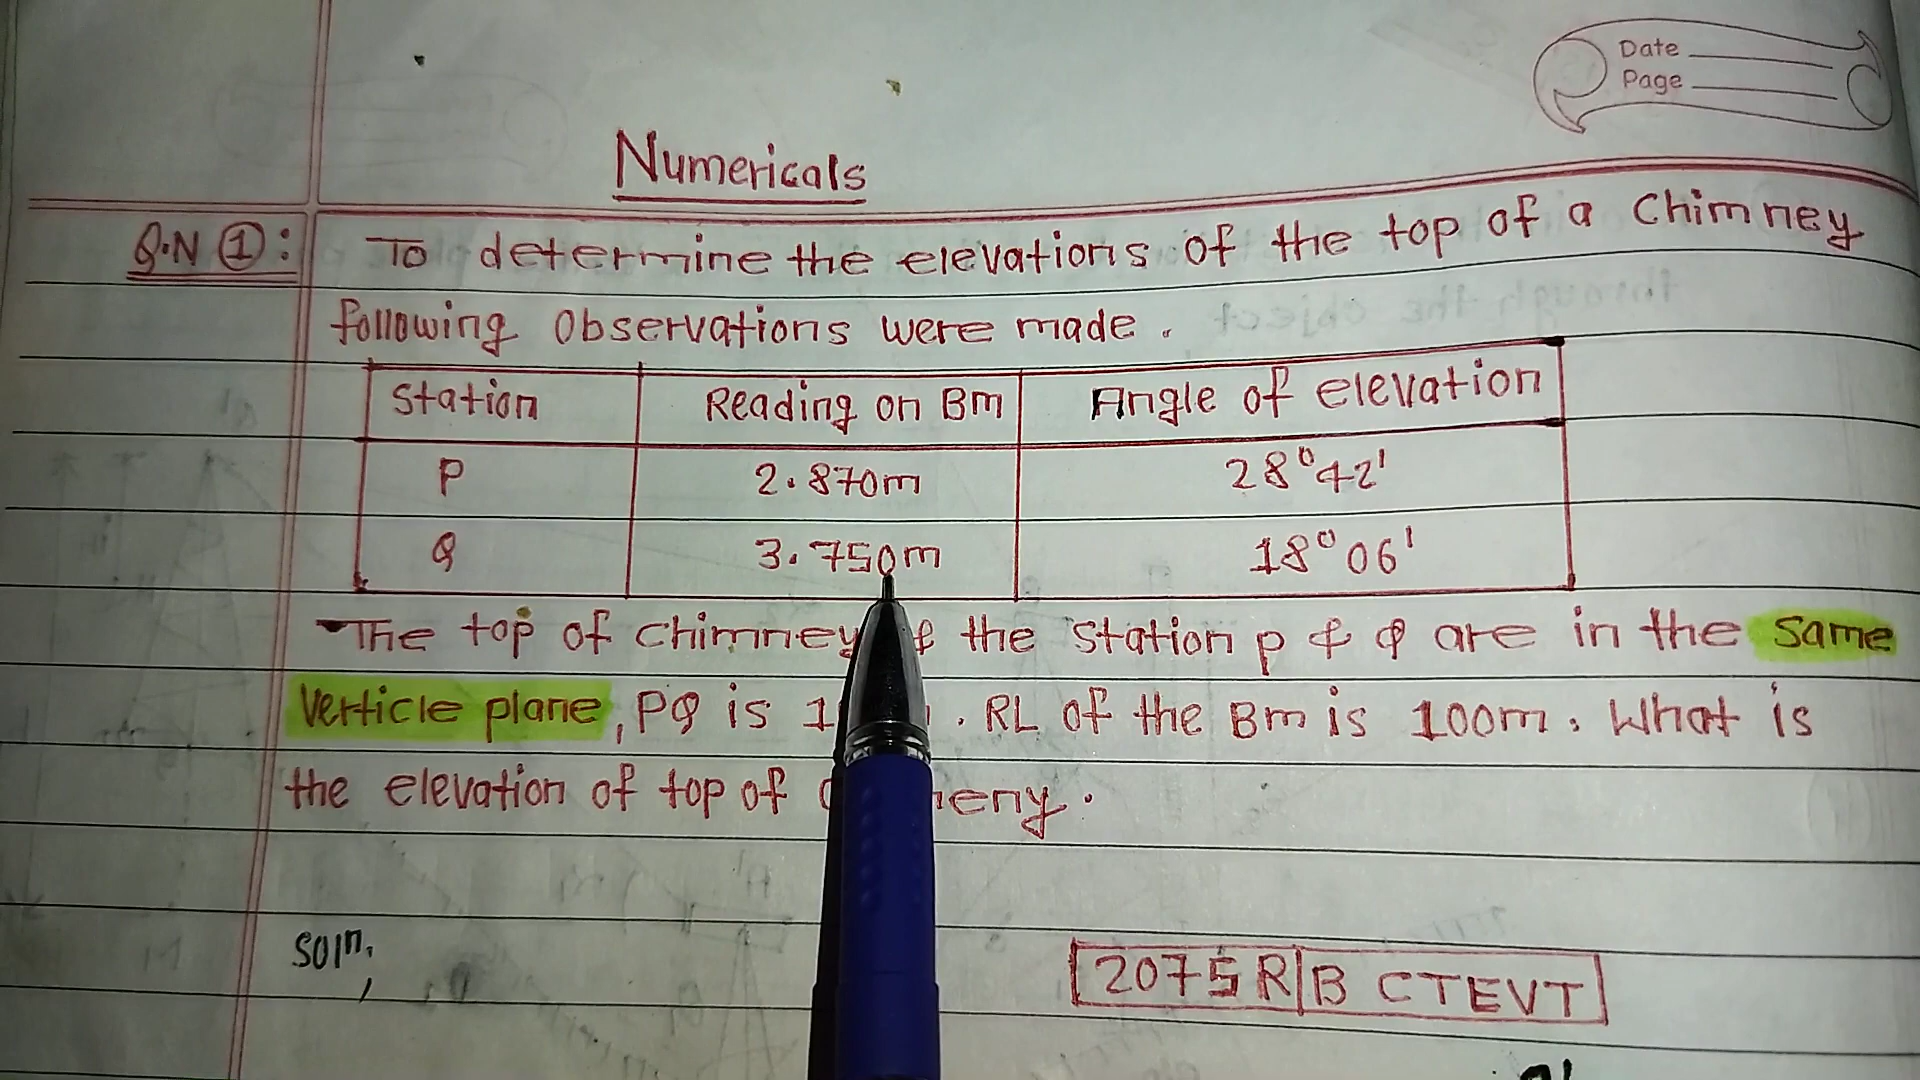 Date
Page
Numericals
Q.N 1: To determine the elevations of the top of a chimney
following observations were made.
Station Reading on Bm Angle of elevation
P 2.870m 28°42'
Q 3.750m 18°06'
The top of chimney & the station p & Q are in the same
verticle plane, PQ is . RL of the Bm is 100m. What is
the elevation of top of
soln;
2075 R|B CTEVT